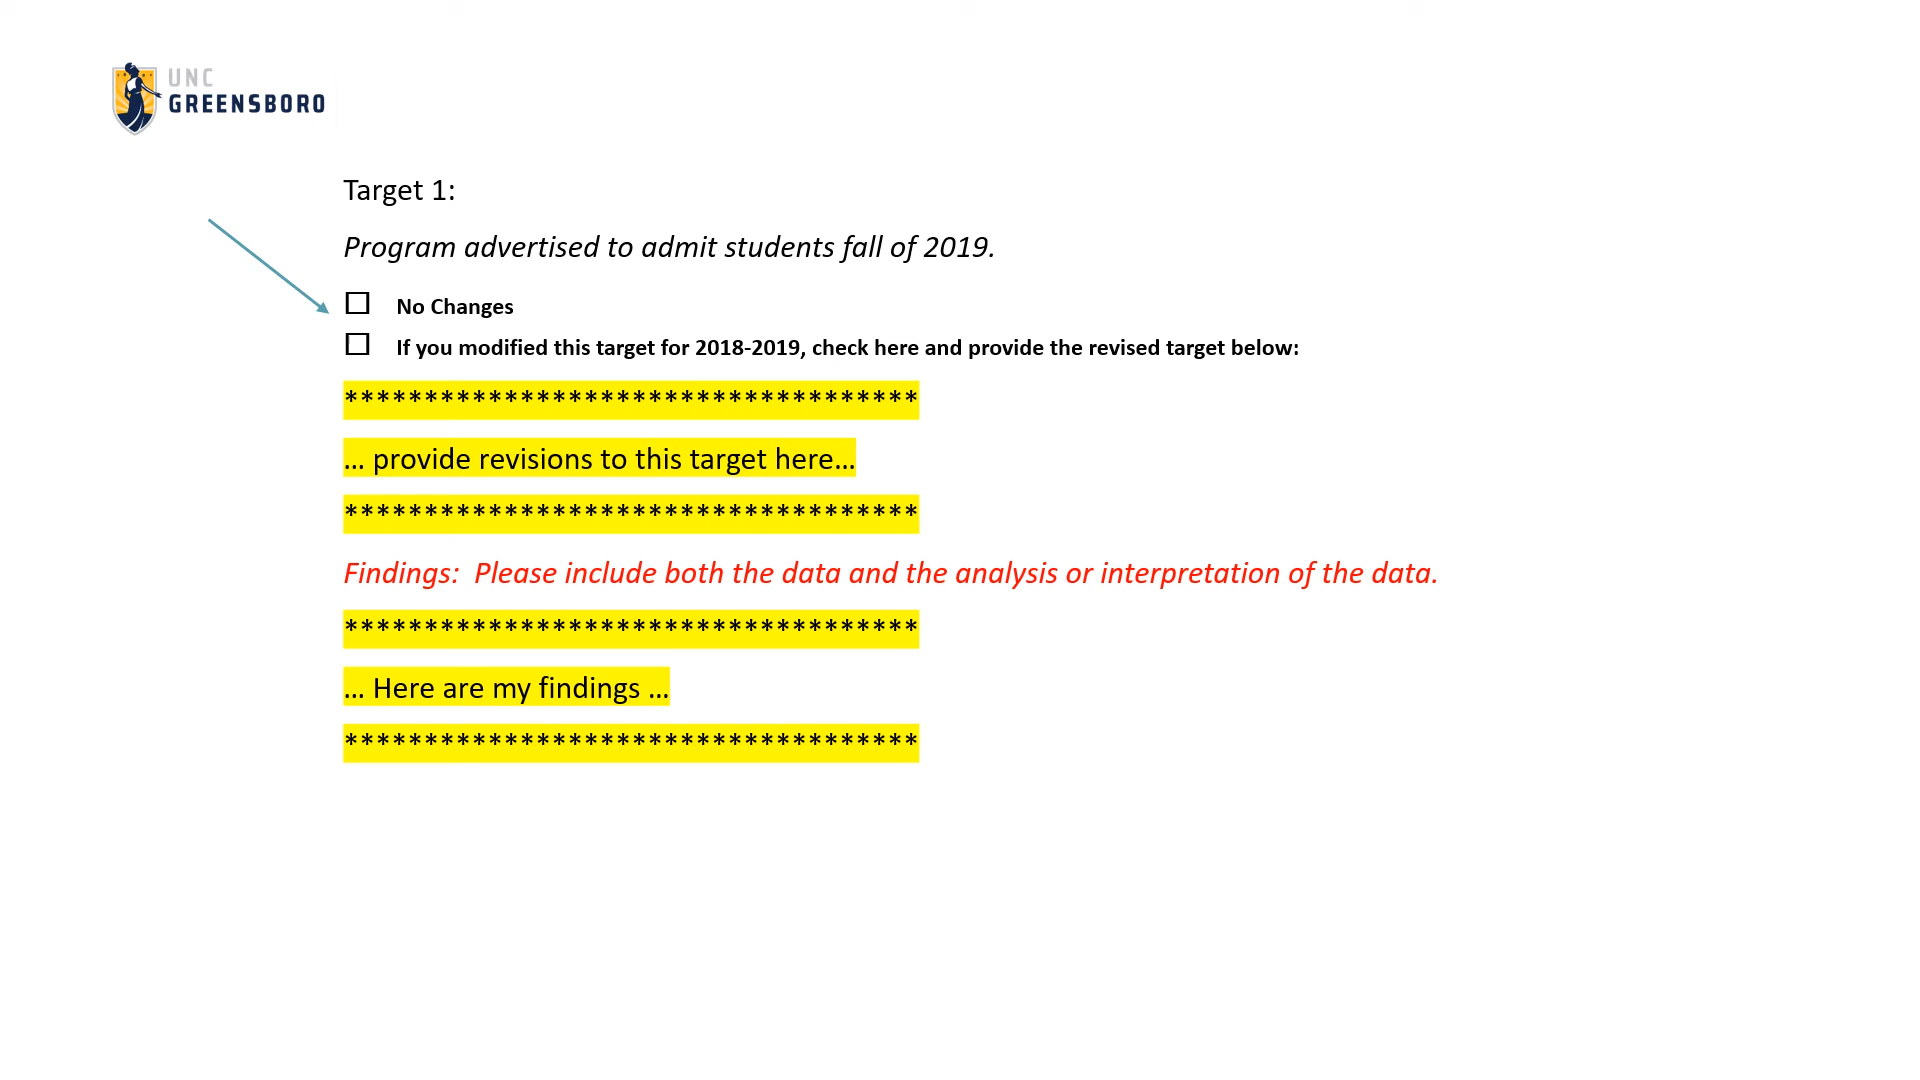 UNC
GREENSBORO
Target 1:
Program advertised to admit students fall of 2019.
☐ No Changes
☐ If you modified this target for 2018-2019, check here and provide the revised target below:
************************************
... provide revisions to this target here...
************************************
Findings:  Please include both the data and the analysis or interpretation of the data.
************************************
... Here are my findings ...
************************************